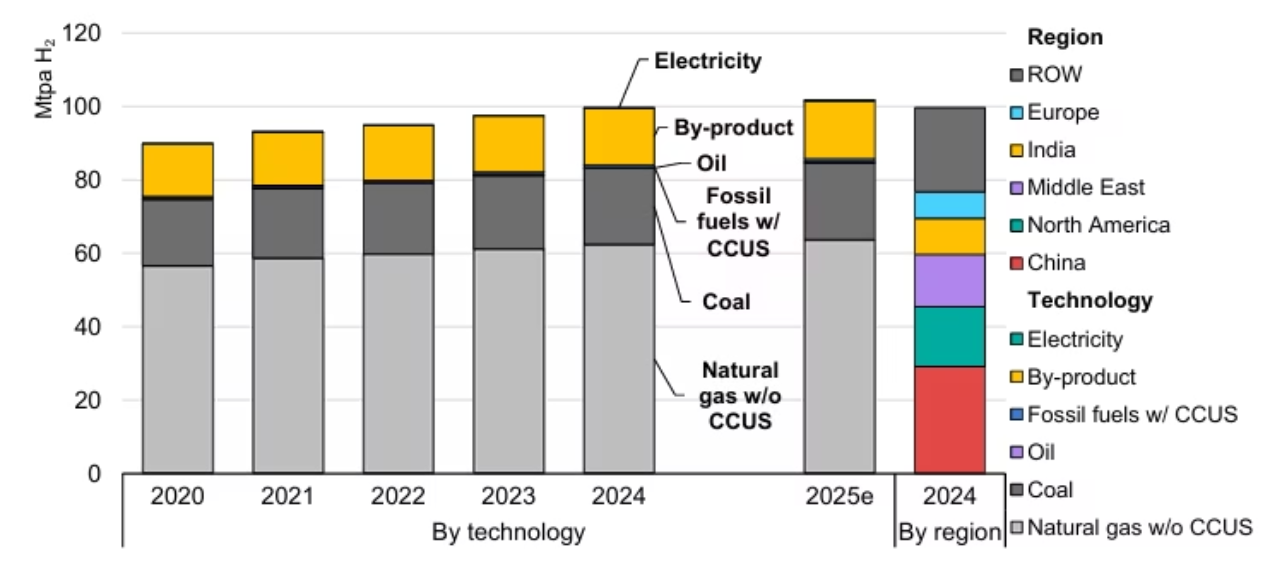 Mtpa H₂
120
100
80
60
40
20
0
Electricity
By-product
Oil
Fossil
fuels w/
CCUS
Coal
Natural
gas w/o
CCUS
2020 2021 2022 2023 2024 2025e 2024
By technology By region
Region
ROW
Europe
India
Middle East
North America
China
Technology
Electricity
By-product
Fossil fuels w/ CCUS
Oil
Coal
Natural gas w/o CCUS